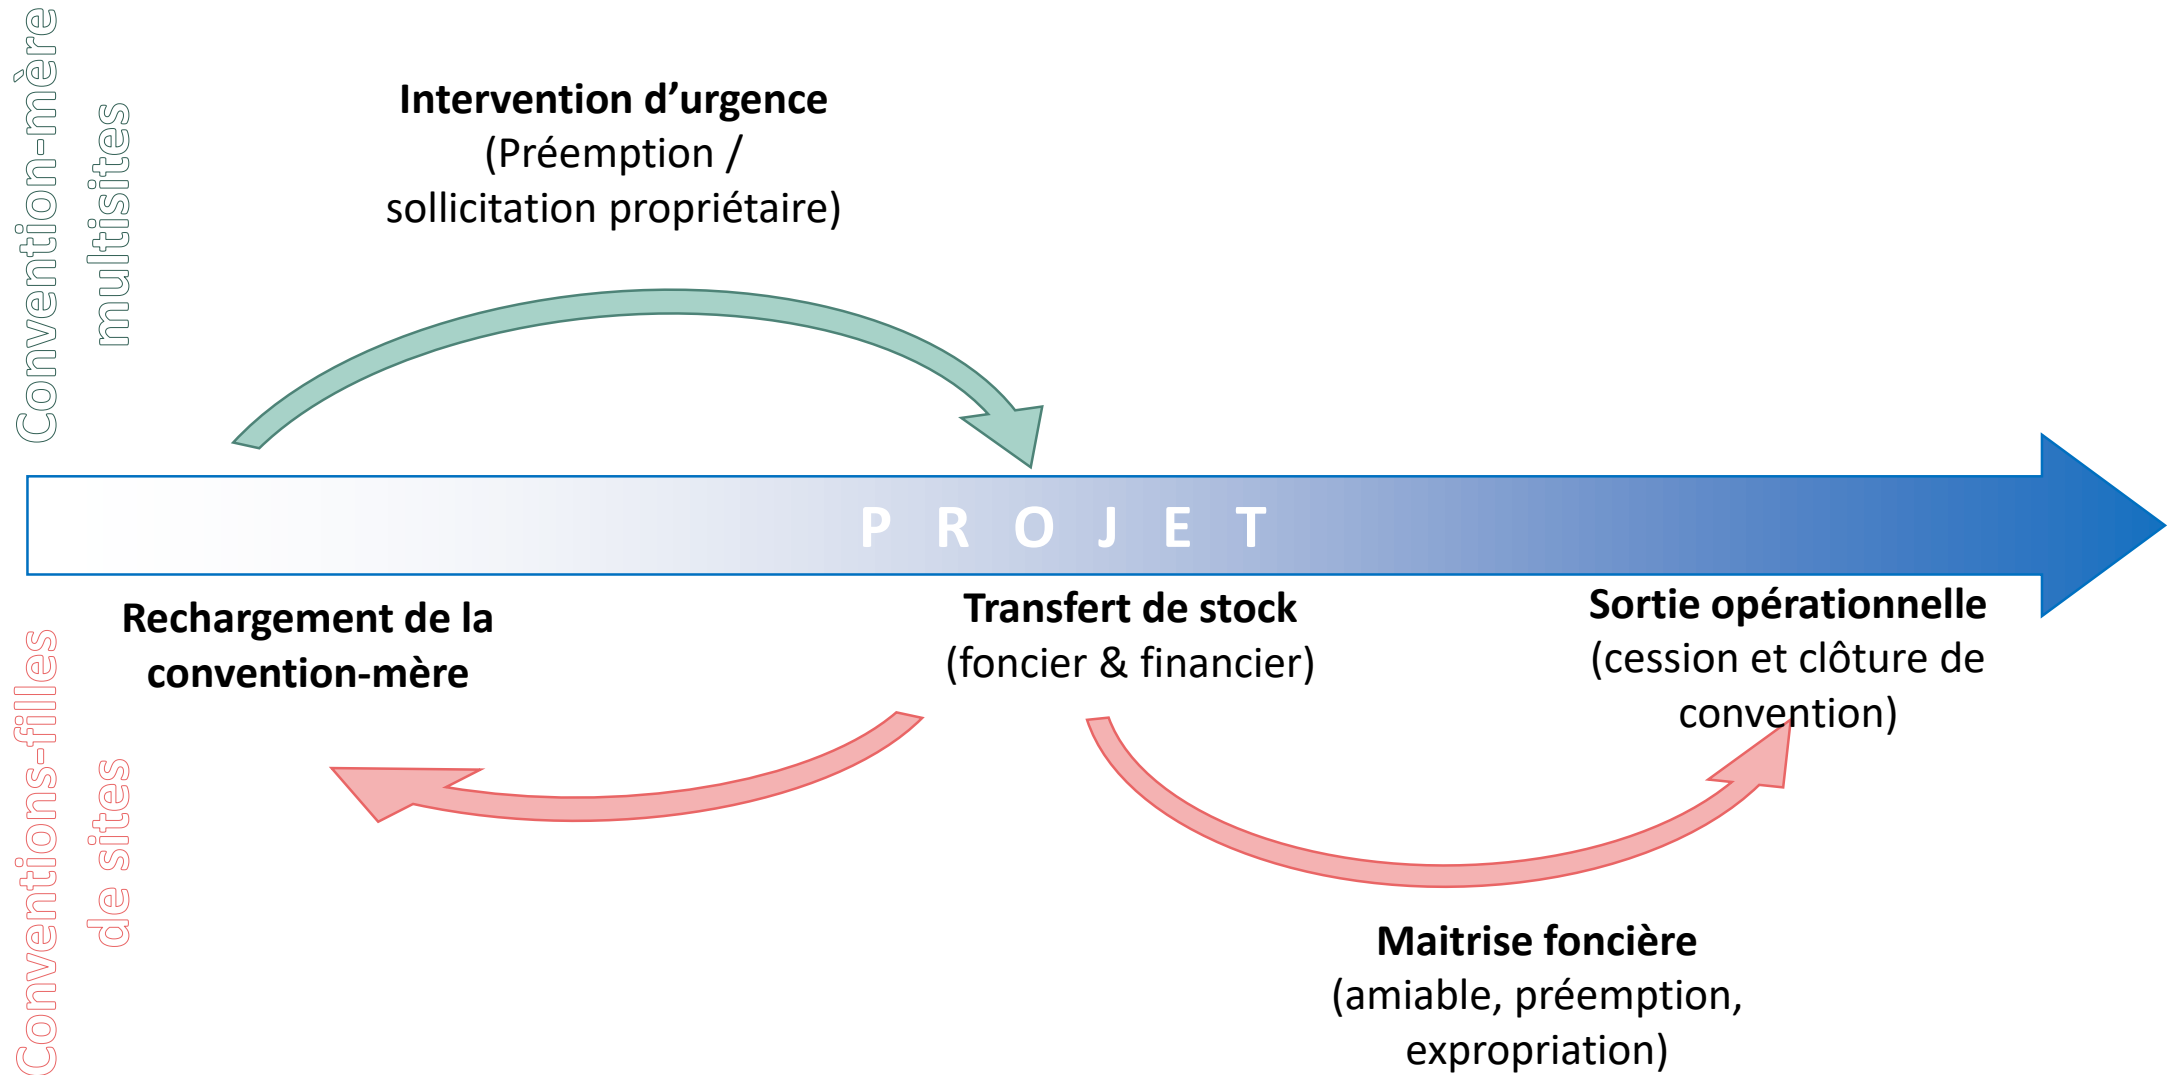 Convention-mère
multisites
Intervention d’urgence
(Préemption /
sollicitation propriétaire)
P R O J E T
Rechargement de la
convention-mère
Transfert de stock
(foncier & financier)
Sortie opérationnelle
(cession et clôture de
convention)
Conventions-filles
de sites
Maitrise foncière
(amiable, préemption,
expropriation)